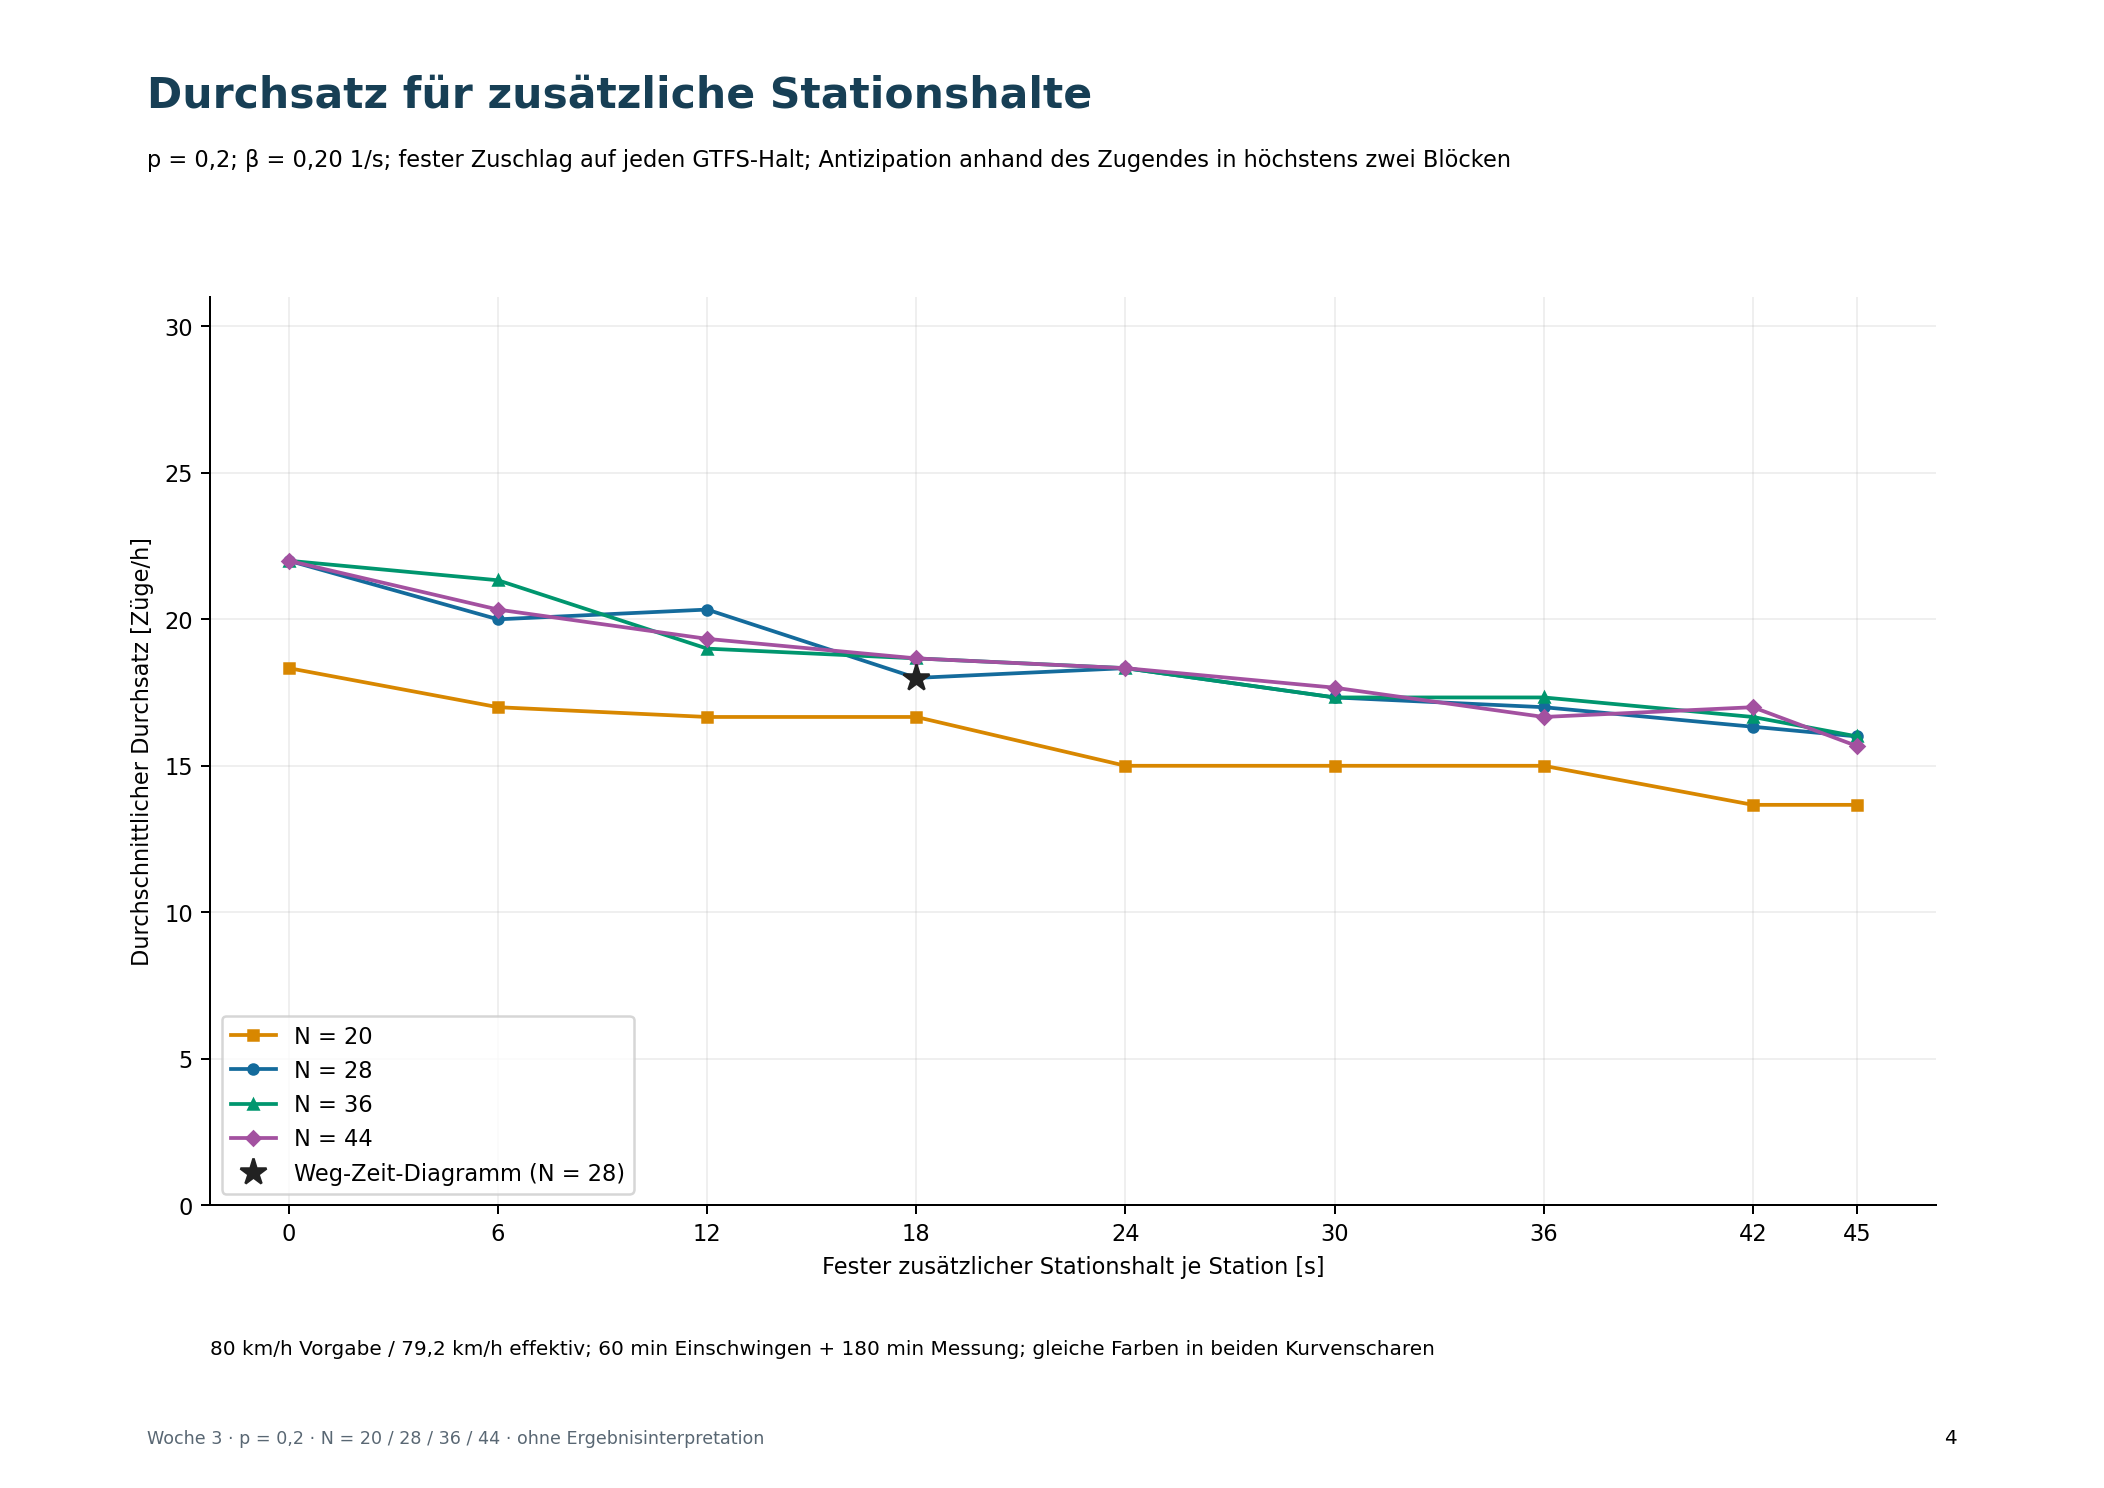 Durchsatz für zusätzliche Stationshalte
p = 0,2; β = 0,20 1/s; fester Zuschlag auf jeden GTFS-Halt; Antizipation anhand des Zugendes in höchstens zwei Blöcken
Durchschnittlicher Durchsatz [Züge/h]
30
25
20
15
10
5
0
N = 20
N = 28
N = 36
N = 44
Weg-Zeit-Diagramm (N = 28)
0 6 12 18 24 30 36 42 45
Fester zusätzlicher Stationshalt je Station [s]
80 km/h Vorgabe / 79,2 km/h effektiv; 60 min Einschwingen + 180 min Messung; gleiche Farben in beiden Kurvenscharen
Woche 3 · p = 0,2 · N = 20 / 28 / 36 / 44 · ohne Ergebnisinterpretation
4